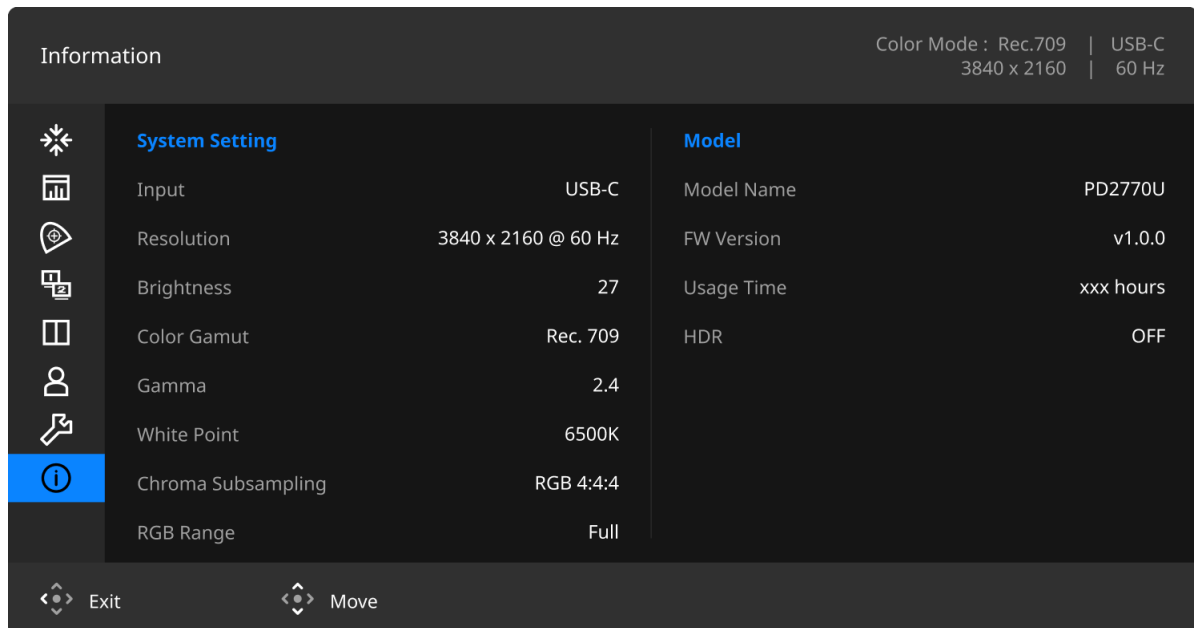 Information
Color Mode : Rec.709 | USB-C
3840 x 2160 | 60 Hz
System Setting
Input USB-C
Resolution 3840 x 2160 @ 60 Hz
Brightness 27
Color Gamut Rec. 709
Gamma 2.4
White Point 6500K
Chroma Subsampling RGB 4:4:4
RGB Range Full
Model
Model Name PD2770U
FW Version v1.0.0
Usage Time xxx hours
HDR OFF
Exit Move